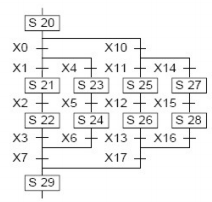 S 20
X0 X10
X1 X4 X11 X14
S 21 S 23 S 25 S 27
X2 X5 X12 X15
S 22 S 24 S 26 S 28
X3 X6 X13 X16
X7 X17
S 29